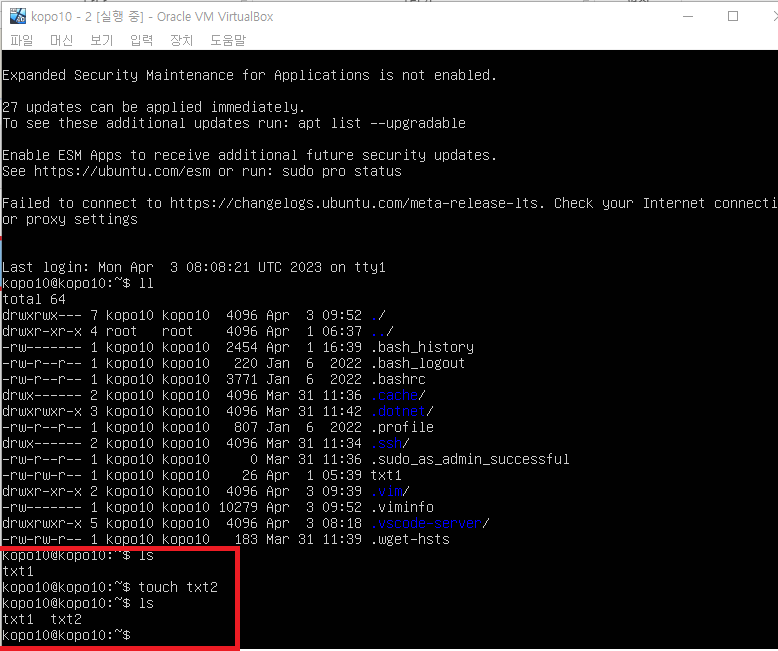 kopo10 - 2 [실행 중] - Oracle VM VirtualBox
파일 머신 보기 입력 장치 도움말
Expanded Security Maintenance for Applications is not enabled.
27 updates can be applied immediately.
To see these additional updates run: apt list --upgradable
Enable ESM Apps to receive additional future security updates.
See https://ubuntu.com/esm or run: sudo pro status
Failed to connect to https://changelogs.ubuntu.com/meta-release-lts. Check your Internet connecti
or proxy settings
Last login: Mon Apr  3 08:08:21 UTC 2023 on tty1
kopo10@kopo10:~$ ll
total 64
drwxrwx--- 7 kopo10 kopo10  4096 Apr  3 09:52 ./
drwxr-xr-x 4 root   root    4096 Apr  1 06:37 ../
-rw------- 1 kopo10 kopo10  2454 Apr  1 16:39 .bash_history
-rw-r--r-- 1 kopo10 kopo10   220 Jan  6  2022 .bash_logout
-rw-r--r-- 1 kopo10 kopo10  3771 Jan  6  2022 .bashrc
drwx------ 2 kopo10 kopo10  4096 Mar 31 11:36 .cache/
drwxrwxr-x 3 kopo10 kopo10  4096 Mar 31 11:42 .dotnet/
-rw-r--r-- 1 kopo10 kopo10   807 Jan  6  2022 .profile
drwx------ 2 kopo10 kopo10  4096 Mar 31 11:34 .ssh/
-rw-r--r-- 1 kopo10 kopo10     0 Mar 31 11:36 .sudo_as_admin_successful
-rw-rw-r-- 1 kopo10 kopo10    26 Apr  1 05:39 txt1
drwxr-xr-x 2 kopo10 kopo10  4096 Apr  3 09:39 .vim/
-rw------- 1 kopo10 kopo10 10279 Apr  3 09:52 .viminfo
drwxrwxr-x 5 kopo10 kopo10  4096 Apr  3 08:18 .vscode-server/
-rw-rw-r-- 1 kopo10 kopo10   183 Mar 31 11:39 .wget-hsts
kopo10@kopo10:~$ ls
txt1
kopo10@kopo10:~$ touch txt2
kopo10@kopo10:~$ ls
txt1  txt2
kopo10@kopo10:~$